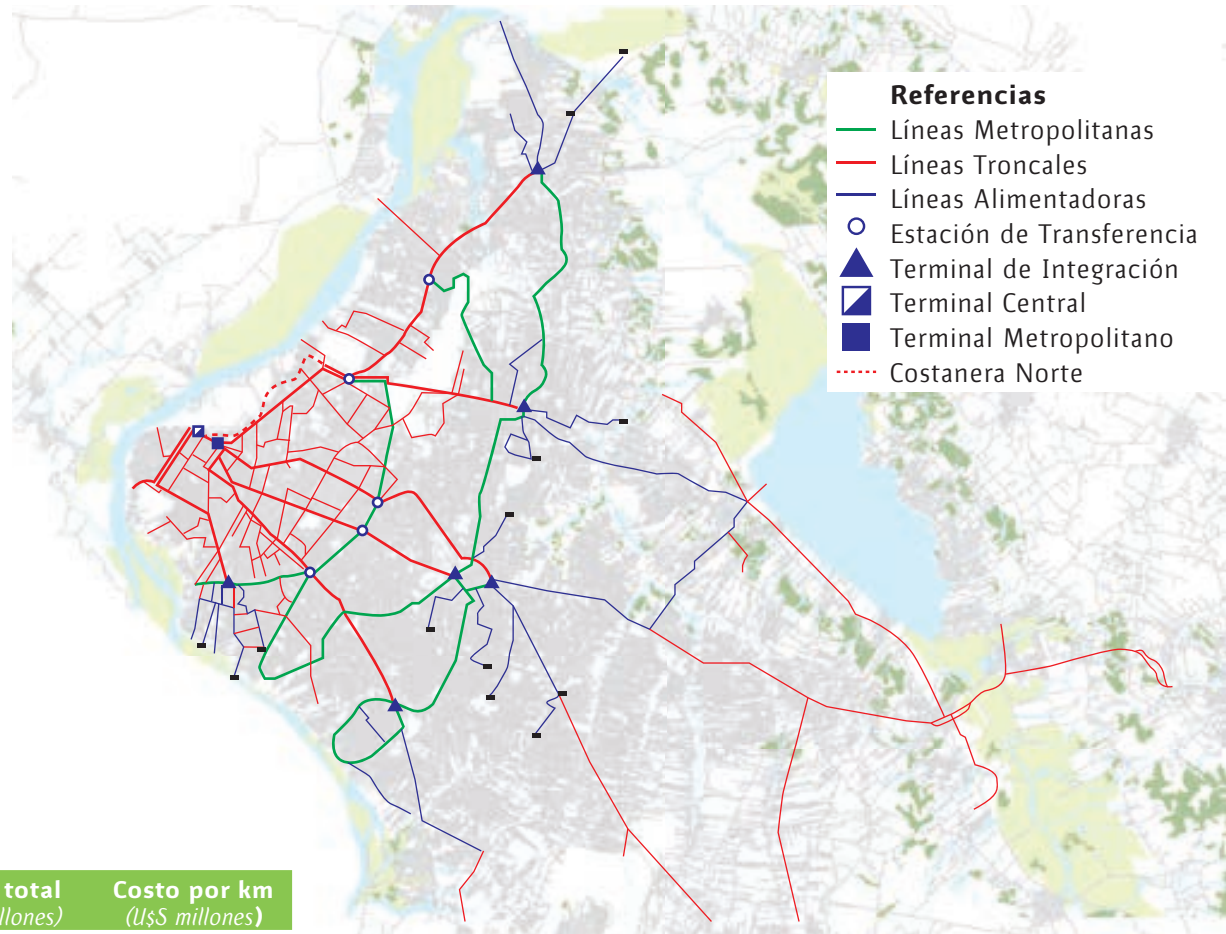 Referencias
Líneas Metropolitanas
Líneas Troncales
Líneas Alimentadoras
Estación de Transferencia
Terminal de Integración
Terminal Central
Terminal Metropolitano
Costanera Norte
total Costo por km
llones) (U$S millones)